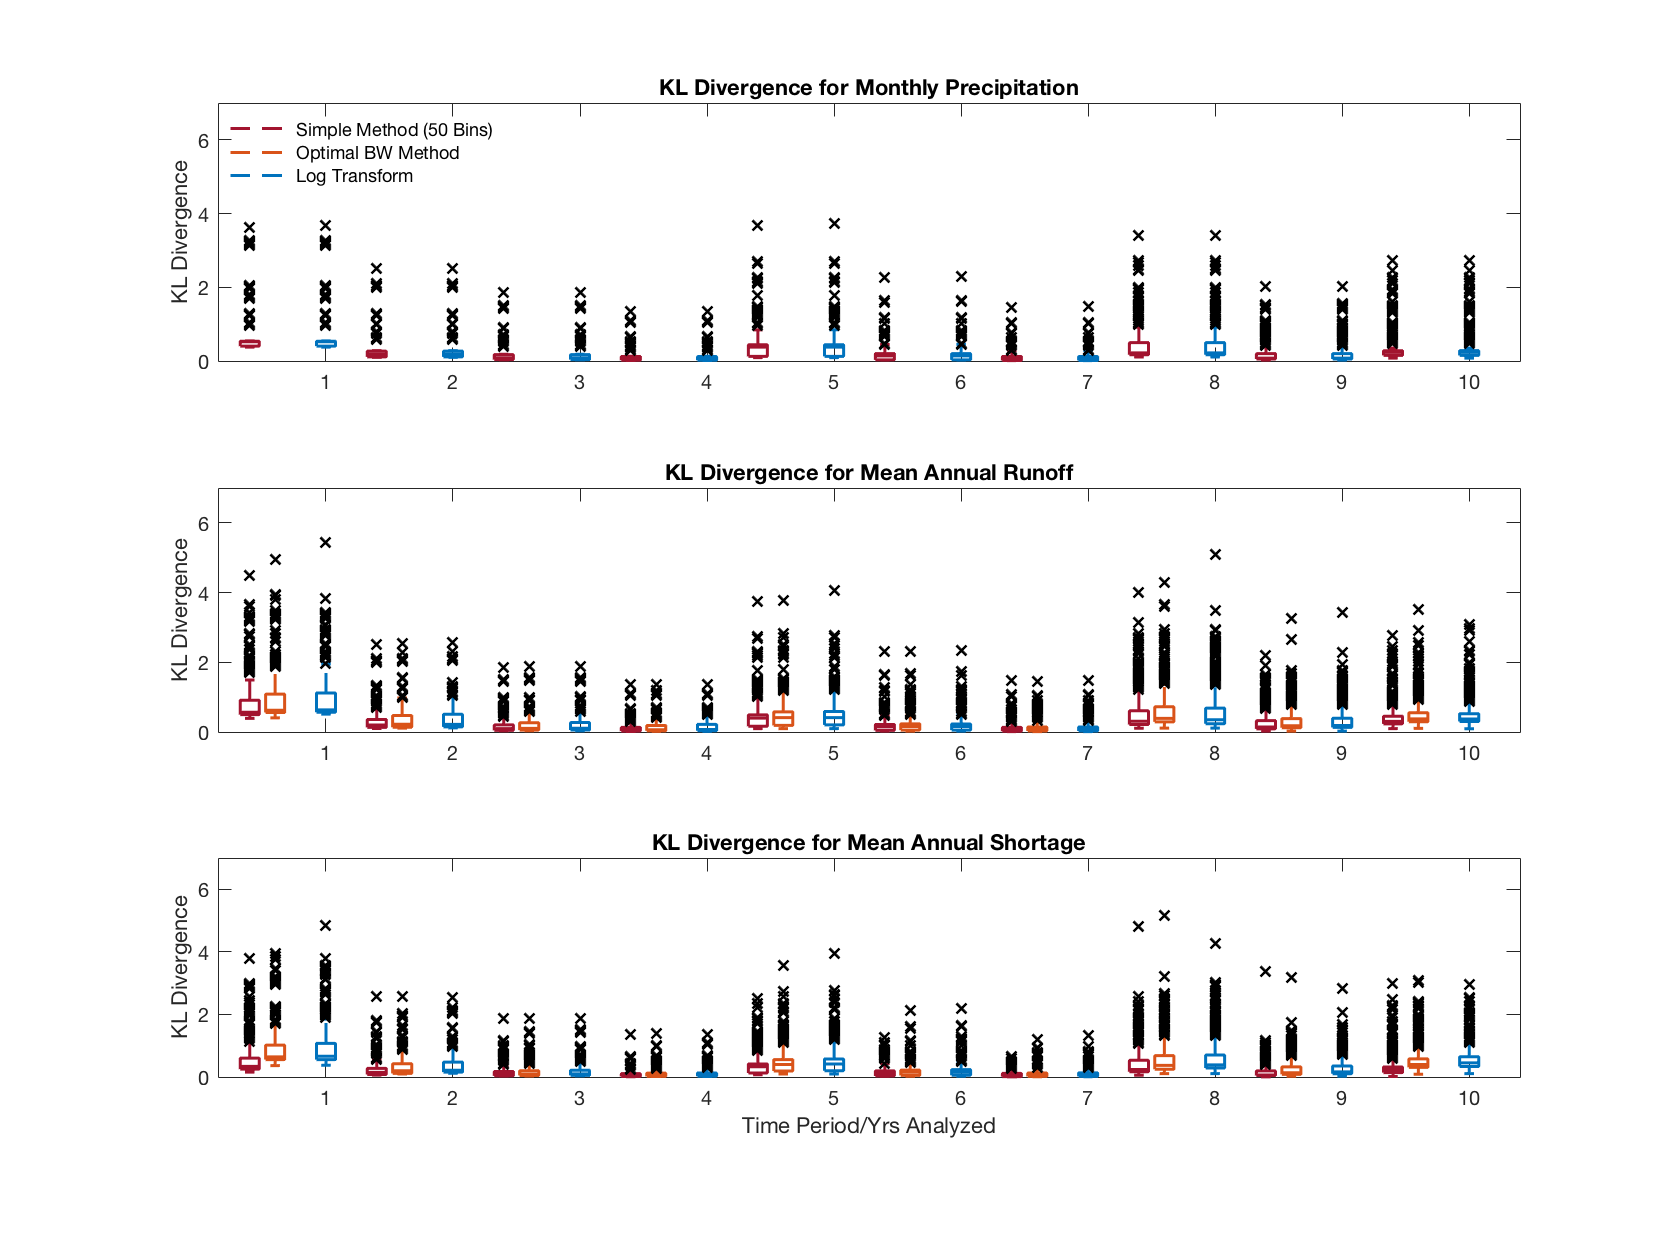 KL Divergence for Monthly Precipitation
Simple Method (50 Bins)
Optimal BW Method
Log Transform
KL Divergence
6
4
2
0
1 2 3 4 5 6 7 8 9 10
KL Divergence for Mean Annual Runoff
KL Divergence
6
4
2
0
1 2 3 4 5 6 7 8 9 10
KL Divergence for Mean Annual Shortage
KL Divergence
6
4
2
0
1 2 3 4 5 6 7 8 9 10
Time Period/Yrs Analyzed